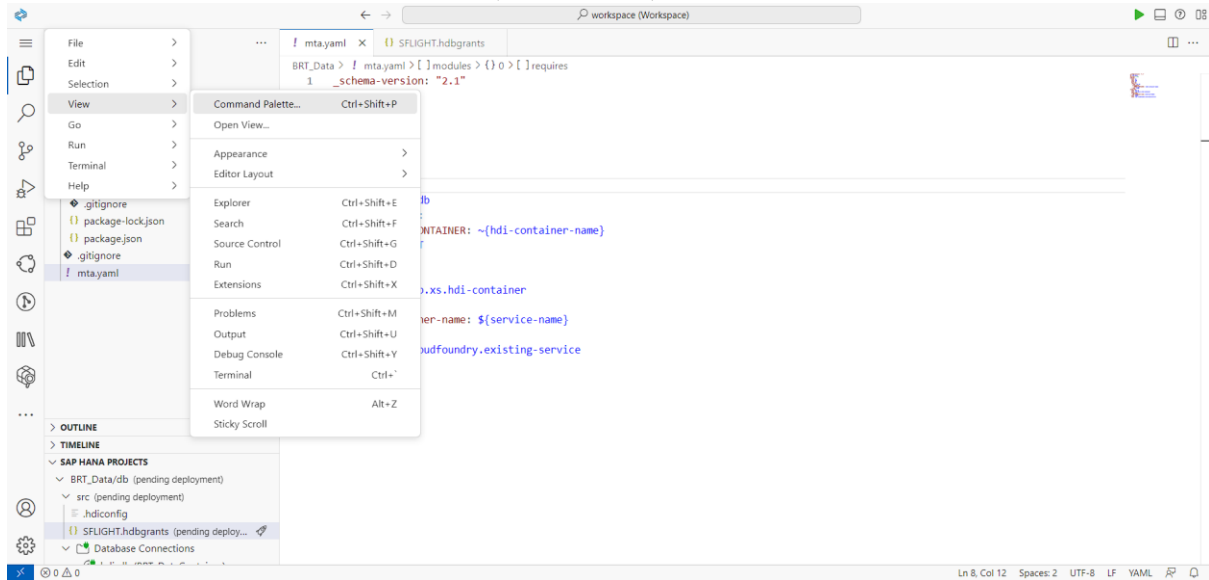 workspace (Workspace)
File
Edit
Selection
View
Go
Run
Terminal
Help
Command Palette... Ctrl+Shift+P
Open View...
Appearance
Editor Layout
Explorer Ctrl+Shift+E
Search Ctrl+Shift+F
Source Control Ctrl+Shift+G
Run Ctrl+Shift+D
Extensions Ctrl+Shift+X
Problems Ctrl+Shift+M
Output Ctrl+Shift+U
Debug Console Ctrl+Shift+Y
Terminal Ctrl+`
Word Wrap Alt+Z
Sticky Scroll
.gitignore
{} package-lock.json
{} package.json
.gitignore
! mta.yaml
> OUTLINE
> TIMELINE
SAP HANA PROJECTS
BRT_Data/db (pending deployment)
src (pending deployment)
.hdiconfig
{} SFLIGHT.hdbgrants (pending deploy...
Database Connections
! mta.yaml × {} SFLIGHT.hdbgrants
BRT_Data > ! mta.yaml > [ ] modules > {} 0 > [ ] requires
1 _schema-version: "2.1"
ONTAINER: ~{hdi-container-name}
.xs.hdi-container
er-name: ${service-name}
oudfoundry.existing-service
0 0
Ln 8, Col 12 Spaces: 2 UTF-8 LF YAML